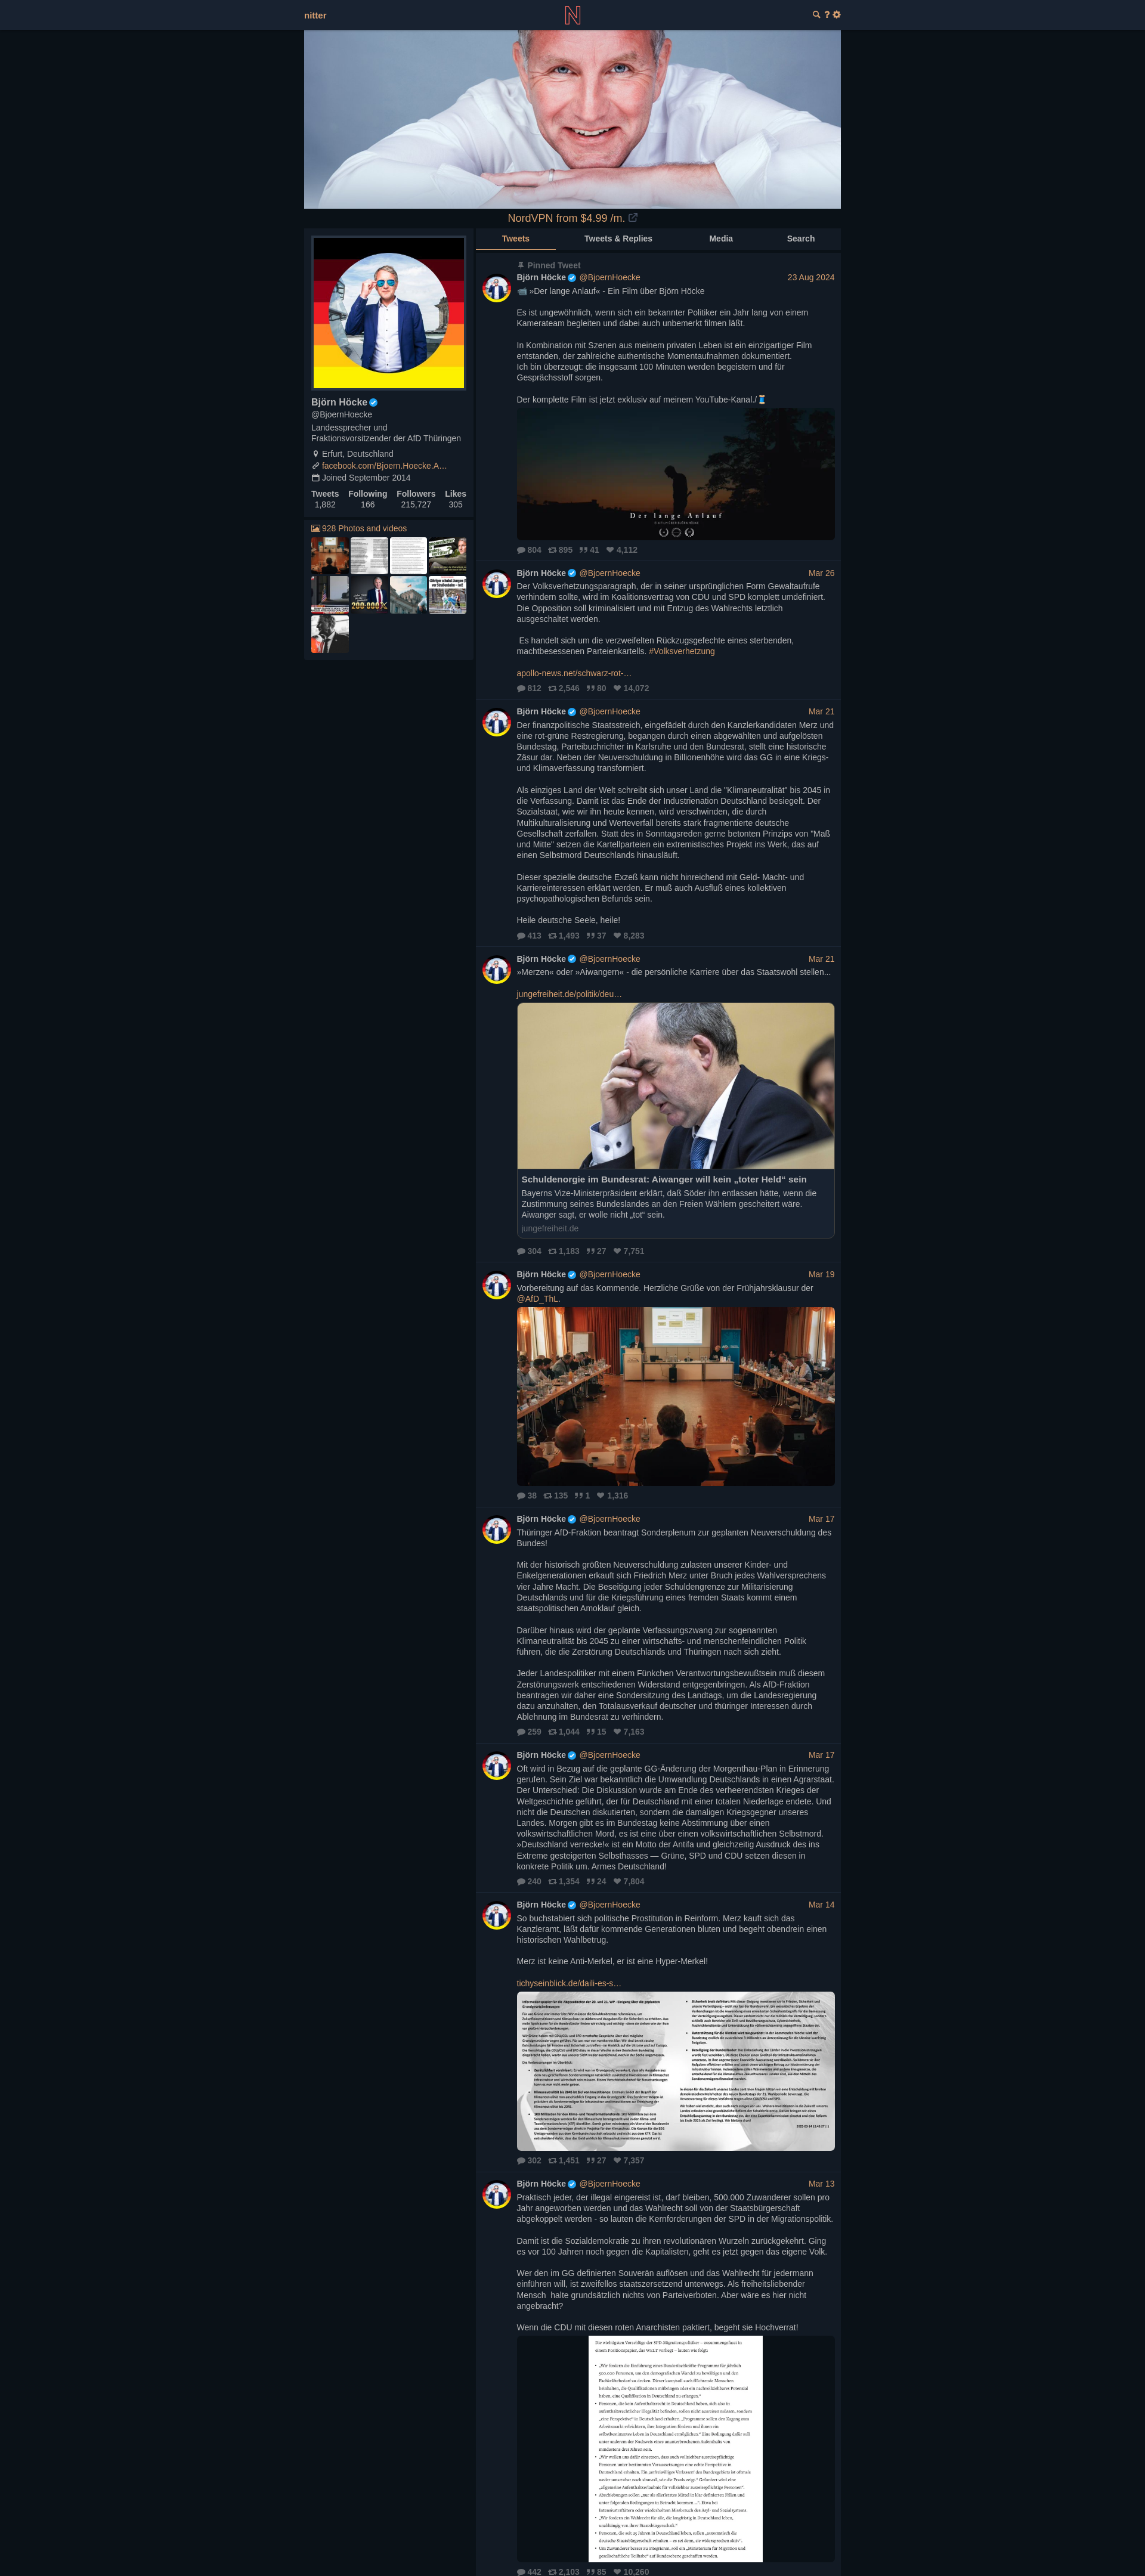 nitter
NordVPN from $4.99 /m.
Björn Höcke
@BjoernHoecke
Landessprecher und
Fraktionsvorsitzender der AfD Thüringen
Erfurt, Deutschland
facebook.com/Bjoern.Hoecke.A…
Joined September 2014
Tweets Following Followers Likes
1,882 166 215,727 305
928 Photos and videos
200.000 X
Tweets Tweets & Replies Media Search
Pinned Tweet
Björn Höcke @BjoernHoecke 23 Aug 2024
📹 »Der lange Anlauf« - Ein Film über Björn Höcke
Es ist ungewöhnlich, wenn sich ein bekannter Politiker ein Jahr lang von einem
Kamerateam begleiten und dabei auch unbemerkt filmen läßt.
In Kombination mit Szenen aus meinem privaten Leben ist ein einzigartiger Film
entstanden, der zahlreiche authentische Momentaufnahmen dokumentiert.
Ich bin überzeugt: die insgesamt 100 Minuten werden begeistern und für
Gesprächsstoff sorgen.
Der komplette Film ist jetzt exklusiv auf meinem YouTube-Kanal:/🧵
Der lange Anlauf
804 895 41 4,112
Björn Höcke @BjoernHoecke Mar 26
Der Volksverhetzungsparagraph, der in seiner ursprünglichen Form Gewaltaufrufe
verhindern sollte, wird im Koalitionsvertrag von CDU und SPD komplett umdefiniert.
Die Opposition soll kriminalisiert und mit Entzug des Wahlrechts letztlich
ausgeschaltet werden.
Es handelt sich um die verzweifelten Rückzugsgefechte eines sterbenden,
machtbesessenen Parteienkartells. #Volksverhetzung
apollo-news.net/schwarz-rot-…
812 2,546 80 14,072
Björn Höcke @BjoernHoecke Mar 21
Der finanzpolitische Staatsstreich, eingefädelt durch den Kanzlerkandidaten Merz und
eine rot-grüne Restregierung, begangen durch einen abgewählten und aufgelösten
Bundestag, Parteibuchrichter in Karlsruhe und den Bundesrat, stellt eine historische
Zäsur dar. Neben der Neuverschuldung in Billionenhöhe wird das GG in eine Kriegs-
und Klimaverfassung transformiert.
Als einziges Land der Welt schreibt sich unser Land die "Klimaneutralität" bis 2045 in
die Verfassung. Damit ist das Ende der Industrienation Deutschland besiegelt. Der
Sozialstaat, wie wir ihn heute kennen, wird verschwinden, die durch
Multikulturalisierung und Werteverfall bereits stark fragmentierte deutsche
Gesellschaft zerfallen. Statt des in Sonntagsreden gerne betonten Prinzips von "Maß
und Mitte" setzen die Kartellparteien ein extremistisches Projekt ins Werk, das auf
einen Selbstmord Deutschlands hinausläuft.
Dieser spezielle deutsche Exzeß kann nicht hinreichend mit Geld- Macht- und
Karriereinteressen erklärt werden. Er muß auch Ausfluß eines kollektiven
psychopathologischen Befunds sein.
Heile deutsche Seele, heile!
413 1,493 37 8,283
Björn Höcke @BjoernHoecke Mar 21
»Merzen« oder »Aiwangern« - die persönliche Karriere über das Staatswohl stellen...
jungefreiheit.de/politik/deu…
Schuldenorgie im Bundesrat: Aiwanger will kein „toter Held“ sein
Bayerns Vize-Ministerpräsident erklärt, daß Söder ihn entlassen hätte, wenn die
Zustimmung seines Bundeslandes an den Freien Wählern gescheitert wäre.
Aiwanger sagt, er wolle nicht „tot“ sein.
jungefreiheit.de
304 1,183 27 7,751
Björn Höcke @BjoernHoecke Mar 19
Vorbereitung auf das Kommende. Herzliche Grüße von der Frühjahrsklausur der
@AfD_ThL.
38 135 1 1,316
Björn Höcke @BjoernHoecke Mar 17
Thüringer AfD-Fraktion beantragt Sonderplenum zur geplanten Neuverschuldung des
Bundes!
Mit der historisch größten Neuverschuldung zulasten unserer Kinder- und
Enkelgenerationen erkauft sich Friedrich Merz unter Bruch jedes Wahlversprechens
vier Jahre Macht. Die Beseitigung jeder Schuldengrenze zur Militarisierung
Deutschlands und für die Kriegsführung eines fremden Staats kommt einem
staatspolitischen Amoklauf gleich.
Darüber hinaus wird der geplante Verfassungszwang zur sogenannten
Klimaneutralität bis 2045 zu einer wirtschafts- und menschenfeindlichen Politik
führen, die die Zerstörung Deutschlands und Thüringen nach sich zieht.
Jeder Landespolitiker mit einem Fünkchen Verantwortungsbewußtsein muß diesem
Zerstörungswerk entschiedenen Widerstand entgegenbringen. Als AfD-Fraktion
beantragen wir daher eine Sondersitzung des Landtags, um die Landesregierung
dazu anzuhalten, den Totalausverkauf deutscher und thüringer Interessen durch
Ablehnung im Bundesrat zu verhindern.
259 1,044 15 7,163
Björn Höcke @BjoernHoecke Mar 17
Oft wird in Bezug auf die geplante GG-Änderung der Morgenthau-Plan in Erinnerung
gerufen. Sein Ziel war bekanntlich die Umwandlung Deutschlands in einen Agrarstaat.
Der Unterschied: Die Diskussion wurde am Ende des verheerendsten Krieges der
Weltgeschichte geführt, der für Deutschland mit einer totalen Niederlage endete. Und
nicht die Deutschen diskutierten, sondern die damaligen Kriegsgegner unseres
Landes. Morgen gibt es im Bundestag keine Abstimmung über einen
volkswirtschaftlichen Mord, es ist eine über einen volkswirtschaftlichen Selbstmord.
»Deutschland verrecke!« ist ein Motto der Antifa und gleichzeitig Ausdruck des ins
Extreme gesteigerten Selbsthasses — Grüne, SPD und CDU setzen diesen in
konkrete Politik um. Armes Deutschland!
240 1,354 24 7,804
Björn Höcke @BjoernHoecke Mar 14
So buchstabiert sich politische Prostitution in Reinform. Merz kauft sich das
Kanzleramt, läßt dafür kommende Generationen bluten und begeht obendrein einen
historischen Wahlbetrug.
Merz ist keine Anti-Merkel, er ist eine Hyper-Merkel!
tichyseinblick.de/daili-es-s…
302 1,451 27 7,357
Björn Höcke @BjoernHoecke Mar 13
Praktisch jeder, der illegal eingereist ist, darf bleiben, 500.000 Zuwanderer sollen pro
Jahr angeworben werden und das Wahlrecht soll von der Staatsbürgerschaft
abgekoppelt werden - so lauten die Kernforderungen der SPD in der Migrationspolitik.
Damit ist die Sozialdemokratie zu ihren revolutionären Wurzeln zurückgekehrt. Ging
es vor 100 Jahren noch gegen die Kapitalisten, geht es jetzt gegen das eigene Volk.
Wer den im GG definierten Souverän auflösen und das Wahlrecht für jedermann
einführen will, ist zweifellos staatszersetzend unterwegs. Als freiheitsliebender
Mensch halte grundsätzlich nichts von Parteiverboten. Aber wäre es hier nicht
angebracht?
Wenn die CDU mit diesen roten Anarchisten paktiert, begeht sie Hochverrat!
442 2,103 85 10,260